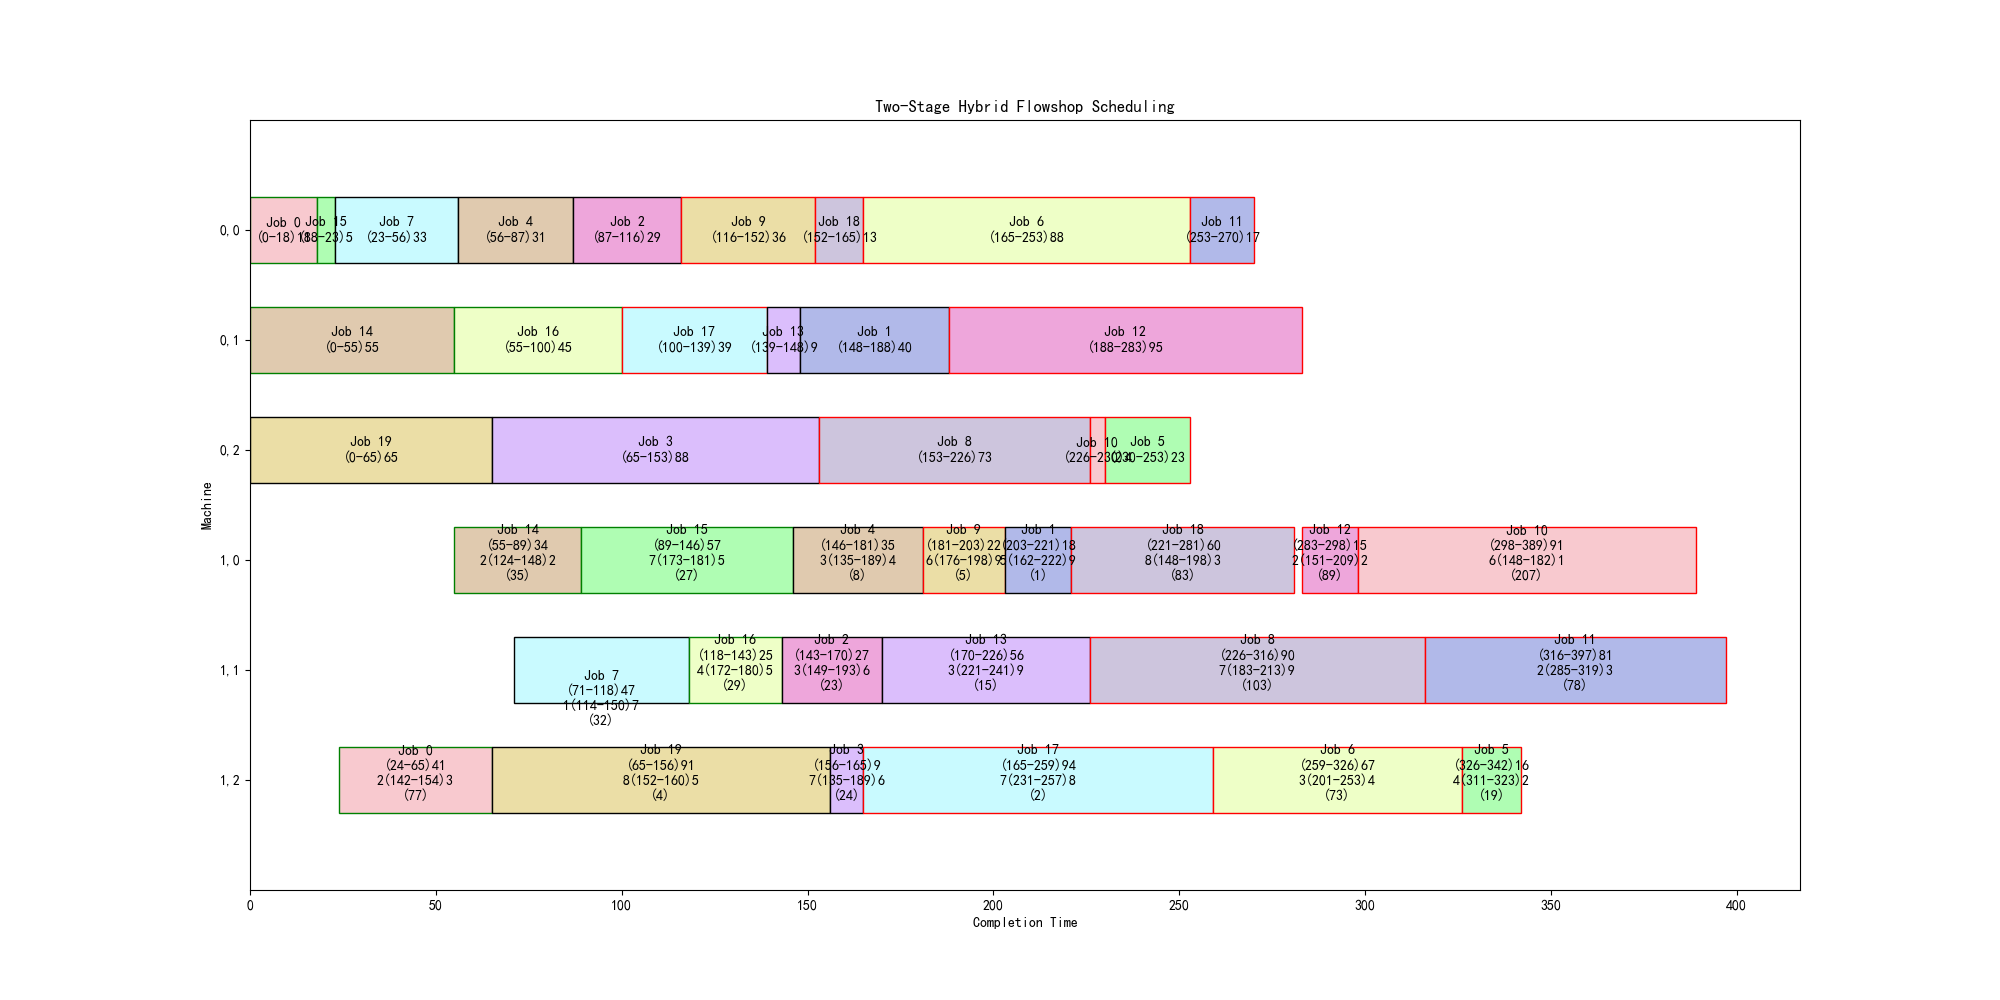 Two-Stage Hybrid Flowshop Scheduling
Machine
0,0
Job 0
(0-18)18
Job 15
(18-23)5
Job 7
(23-56)33
Job 4
(56-87)31
Job 2
(87-116)29
Job 9
(116-152)36
Job 18
(152-165)13
Job 6
(165-253)88
Job 11
(253-270)17
0,1
Job 14
(0-55)55
Job 16
(55-100)45
Job 17
(100-139)39
Job 13
(139-148)9
Job 1
(148-188)40
Job 12
(188-283)95
0,2
Job 19
(0-65)65
Job 3
(65-153)88
Job 8
(153-226)73
Job 10
(226-230)4
Job 5
(230-253)23
1,0
Job 14
(55-89)34
2(124-148)2
(35)
Job 15
(89-146)57
7(173-181)5
(27)
Job 4
(146-181)35
3(135-189)4
(8)
Job 9
(181-203)22
6(176-198)9
(5)
Job 1
(203-221)18
5(162-222)9
(1)
Job 18
(221-281)60
8(148-198)3
(83)
Job 12
(283-298)15
2(151-209)2
(89)
Job 10
(298-389)91
6(148-182)1
(207)
1,1
Job 7
(71-118)47
1(114-150)7
(32)
Job 16
(118-143)25
4(172-180)5
(29)
Job 2
(143-170)27
3(149-193)6
(23)
Job 13
(170-226)56
3(221-241)9
(15)
Job 8
(226-316)90
7(183-213)9
(103)
Job 11
(316-397)81
2(285-319)3
(78)
1,2
Job 0
(24-65)41
2(142-154)3
(77)
Job 19
(65-156)91
8(152-160)5
(4)
Job 3
(156-165)9
7(135-189)6
(24)
Job 17
(165-259)94
7(231-257)8
(2)
Job 6
(259-326)67
3(201-253)4
(73)
Job 5
(326-342)16
4(311-323)2
(19)
0
50
100
150
200
250
300
350
400
Completion Time